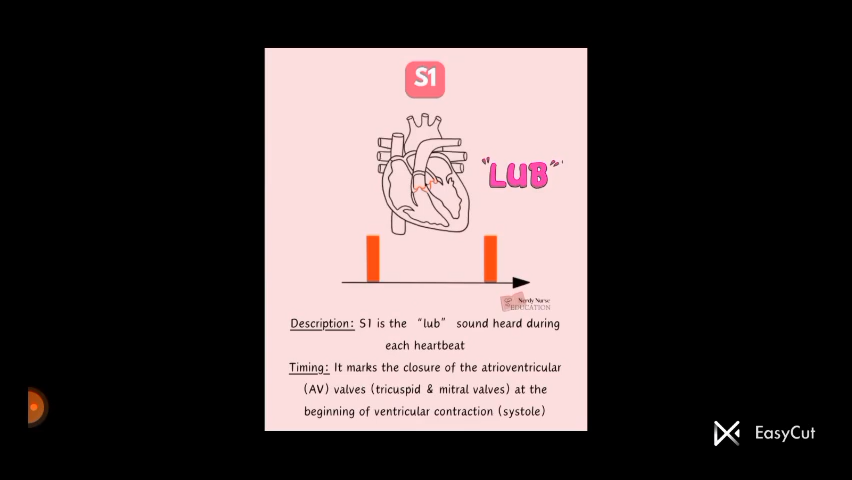 S1
"LUB"
Nerdy Nurse
EDUCATION
Description: S1 is the "lub" sound heard during
each heartbeat
Timing: It marks the closure of the atrioventricular
(AV) valves (tricuspid & mitral valves) at the
beginning of ventricular contraction (systole)
EasyCut